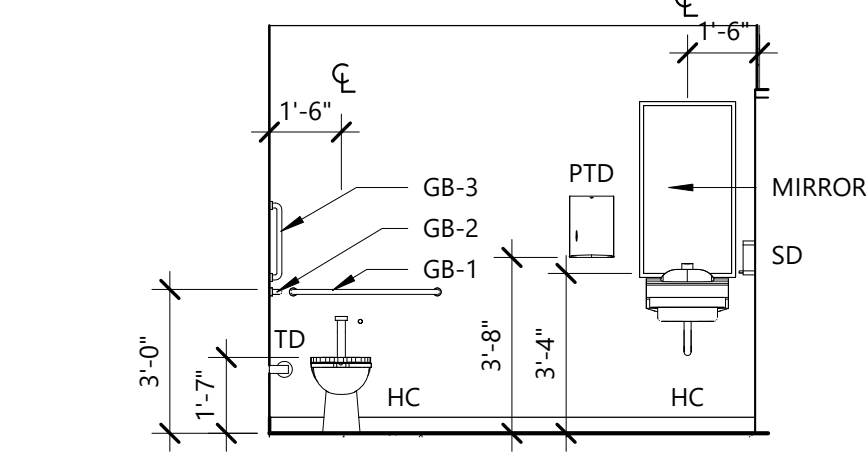 ℄
1'-6"
℄
1'-6"
GB-3
PTD
MIRROR
GB-2
SD
GB-1
TD
3'-0"
1'-7"
3'-8"
3'-4"
HC
HC